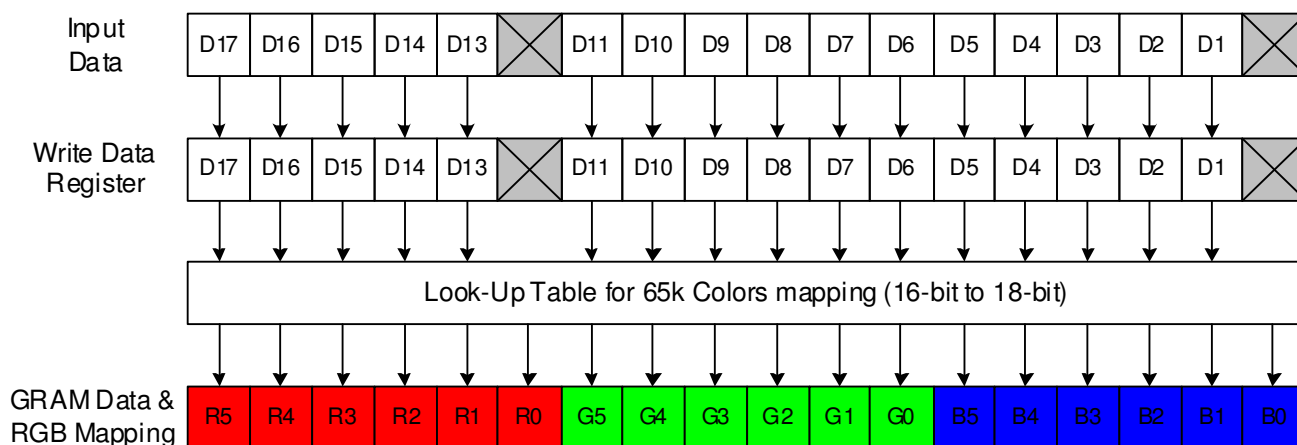 Input
Data
D17 D16 D15 D14 D13 D11 D10 D9 D8 D7 D6 D5 D4 D3 D2 D1
Write Data
Register
D17 D16 D15 D14 D13 D11 D10 D9 D8 D7 D6 D5 D4 D3 D2 D1
Look-Up Table for 65k Colors mapping (16-bit to 18-bit)
GRAM Data &
RGB Mapping
R5 R4 R3 R2 R1 R0 G5 G4 G3 G2 G1 G0 B5 B4 B3 B2 B1 B0